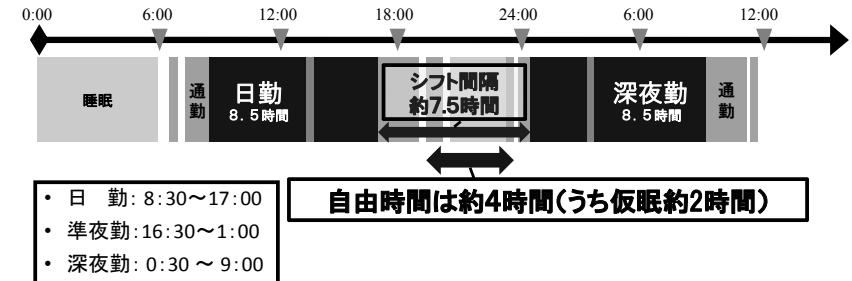 0:00 6:00 12:00 18:00 24:00 6:00 12:00
睡眠
通勤
日勤
8.5時間
シフト間隔
約7.5時間
深夜勤
8.5時間
通勤
自由時間は約4時間(うち仮眠約2時間)
• 日　勤: 8:30～17:00
• 準夜勤: 16:30～1:00
• 深夜勤: 0:30 ～ 9:00